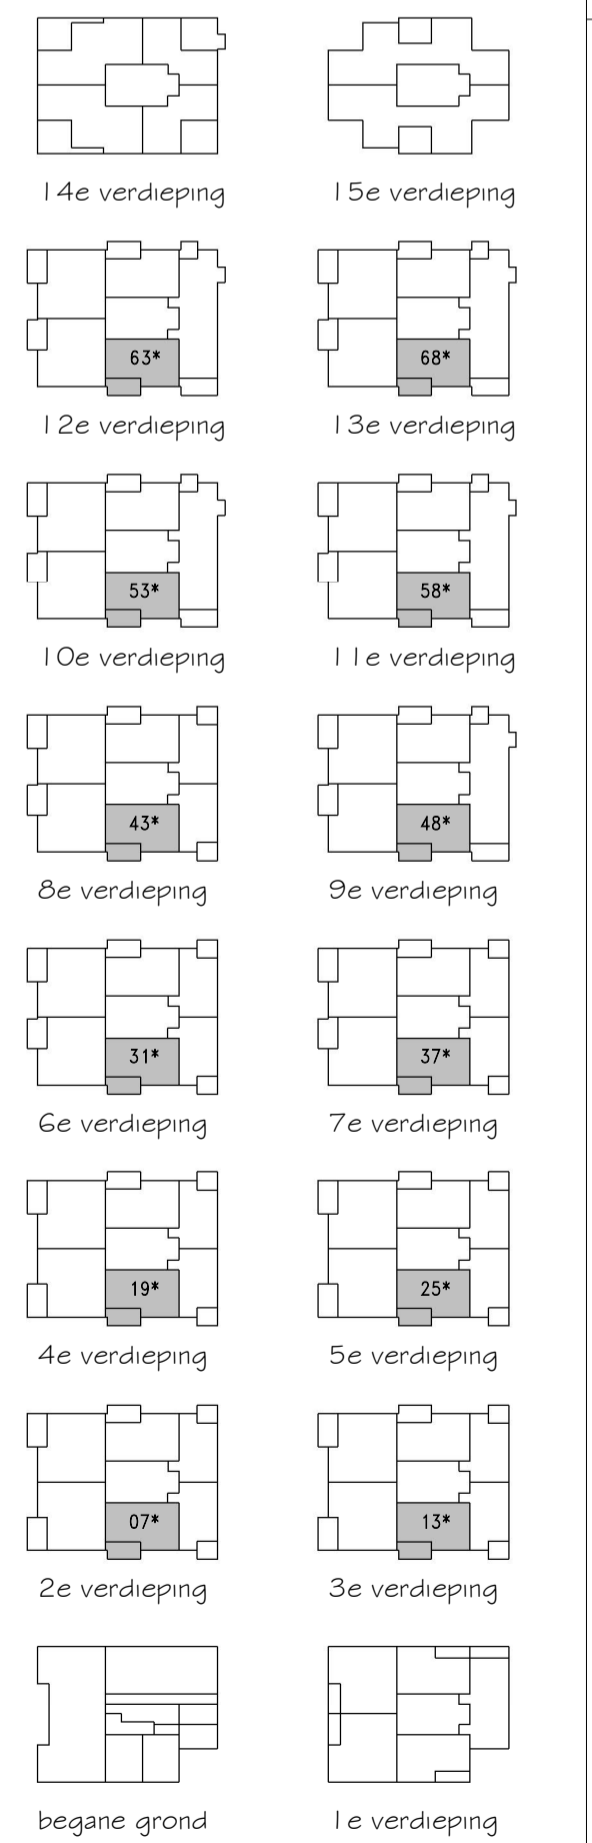 14e verdieping
15e verdieping
63*
68*
12e verdieping
13e verdieping
53*
58*
10e verdieping
11e verdieping
43*
48*
8e verdieping
9e verdieping
31*
37*
6e verdieping
7e verdieping
19*
25*
4e verdieping
5e verdieping
07*
13*
2e verdieping
3e verdieping
begane grond
1e verdieping